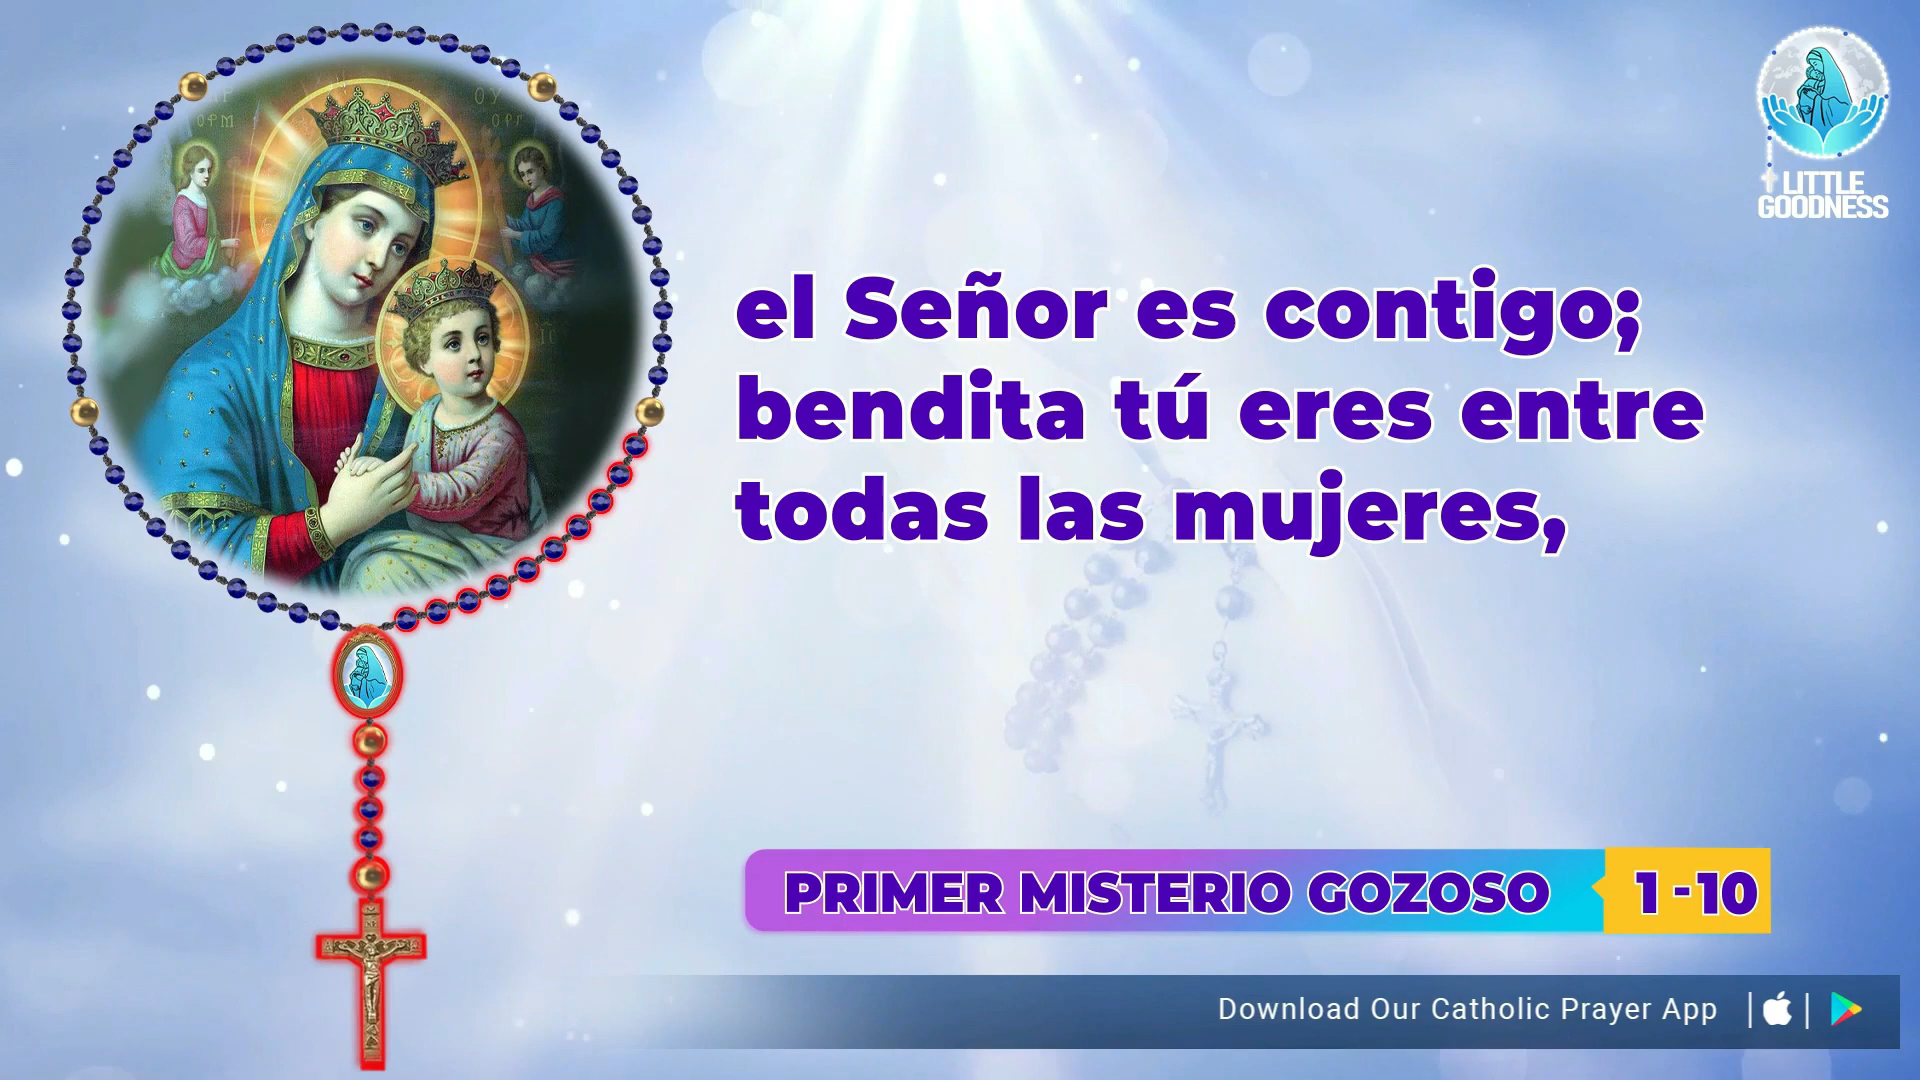 LITTLE
GOODNESS
el Señor es contigo;
bendita tú eres entre
todas las mujeres,
PRIMER MISTERIO GOZOSO 1-10
Download Our Catholic Prayer App